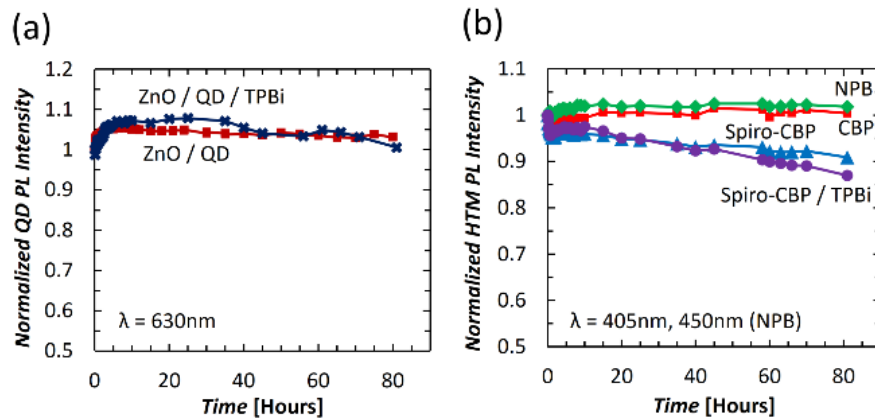 (a)
Normalized QD PL Intensity
1.2
1.1
1
0.9
0.8
0.7
0.6
0.5
ZnO / QD / TPBi
ZnO / QD
λ = 630nm
0 20 40 60 80
Time [Hours]
(b)
Normalized HTM PL Intensity
1.1
1
0.9
0.8
0.7
0.6
0.5
NPB
CBP
Spiro-CBP
Spiro-CBP / TPBi
λ = 405nm, 450nm (NPB)
0 20 40 60 80
Time [Hours]